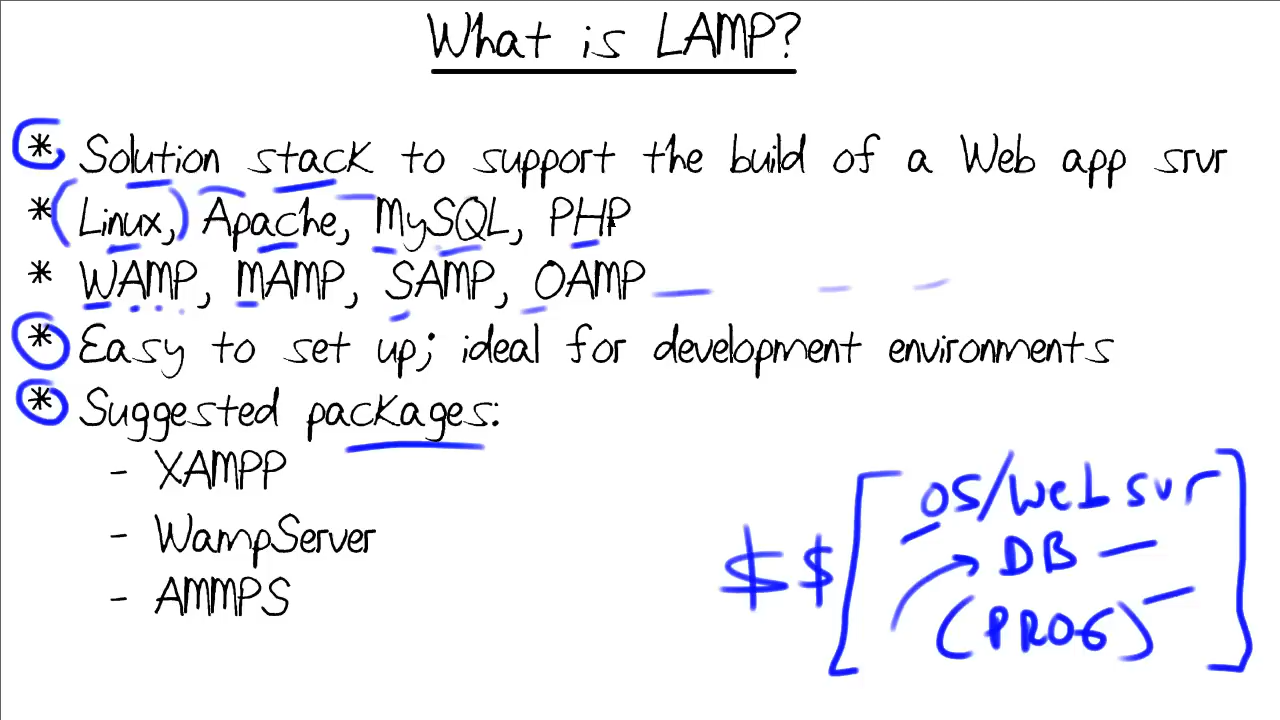 What is LAMP?
* Solution stack to support the build of a Web app srvr
* (Linux,) Apache, MySQL, PHP
* WAMP, MAMP, SAMP, OAMP
* Easy to set up; ideal for development environments
* Suggested packages:
- XAMPP
- WampServer
- AMMPS
$$ [OS/Web svr
DB
(PROG)]